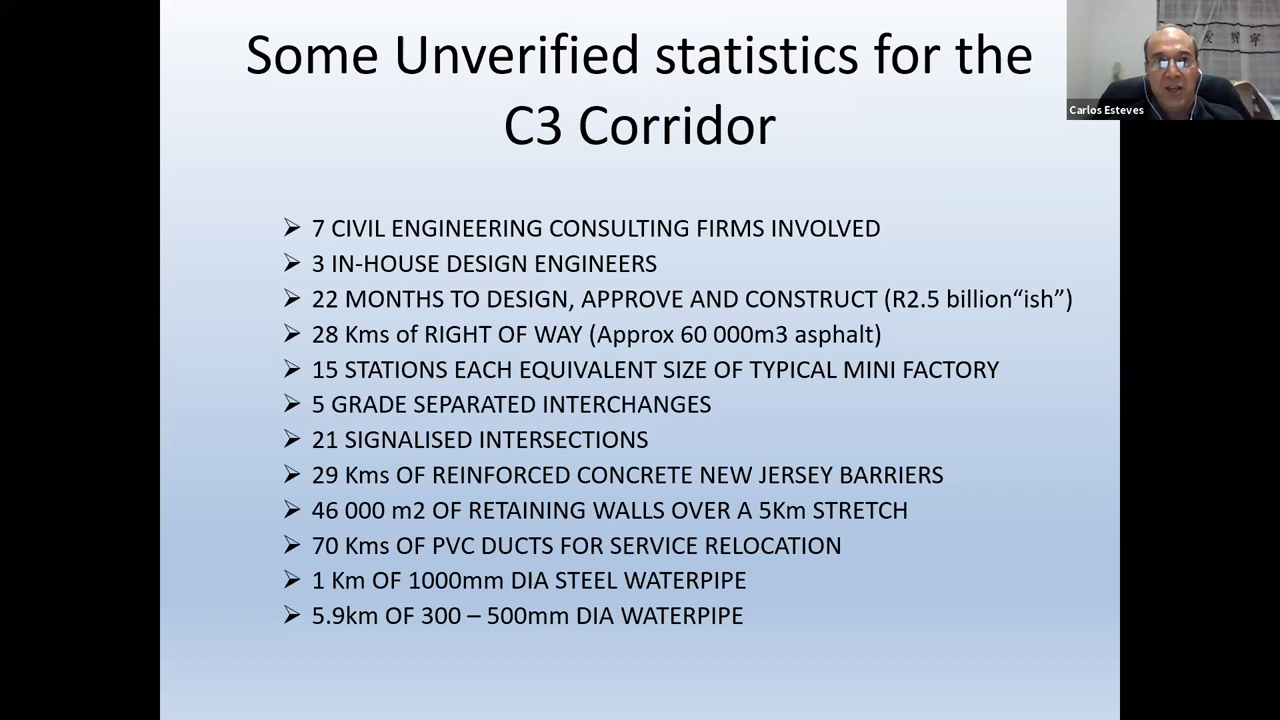 Some Unverified statistics for the
C3 Corridor
Carlos Esteves
➢ 7 CIVIL ENGINEERING CONSULTING FIRMS INVOLVED
➢ 3 IN-HOUSE DESIGN ENGINEERS
➢ 22 MONTHS TO DESIGN, APPROVE AND CONSTRUCT (R2.5 billion“ish”)
➢ 28 Kms of RIGHT OF WAY (Approx 60 000m3 asphalt)
➢ 15 STATIONS EACH EQUIVALENT SIZE OF TYPICAL MINI FACTORY
➢ 5 GRADE SEPARATED INTERCHANGES
➢ 21 SIGNALISED INTERSECTIONS
➢ 29 Kms OF REINFORCED CONCRETE NEW JERSEY BARRIERS
➢ 46 000 m2 OF RETAINING WALLS OVER A 5Km STRETCH
➢ 70 Kms OF PVC DUCTS FOR SERVICE RELOCATION
➢ 1 Km OF 1000mm DIA STEEL WATERPIPE
➢ 5.9km OF 300 – 500mm DIA WATERPIPE